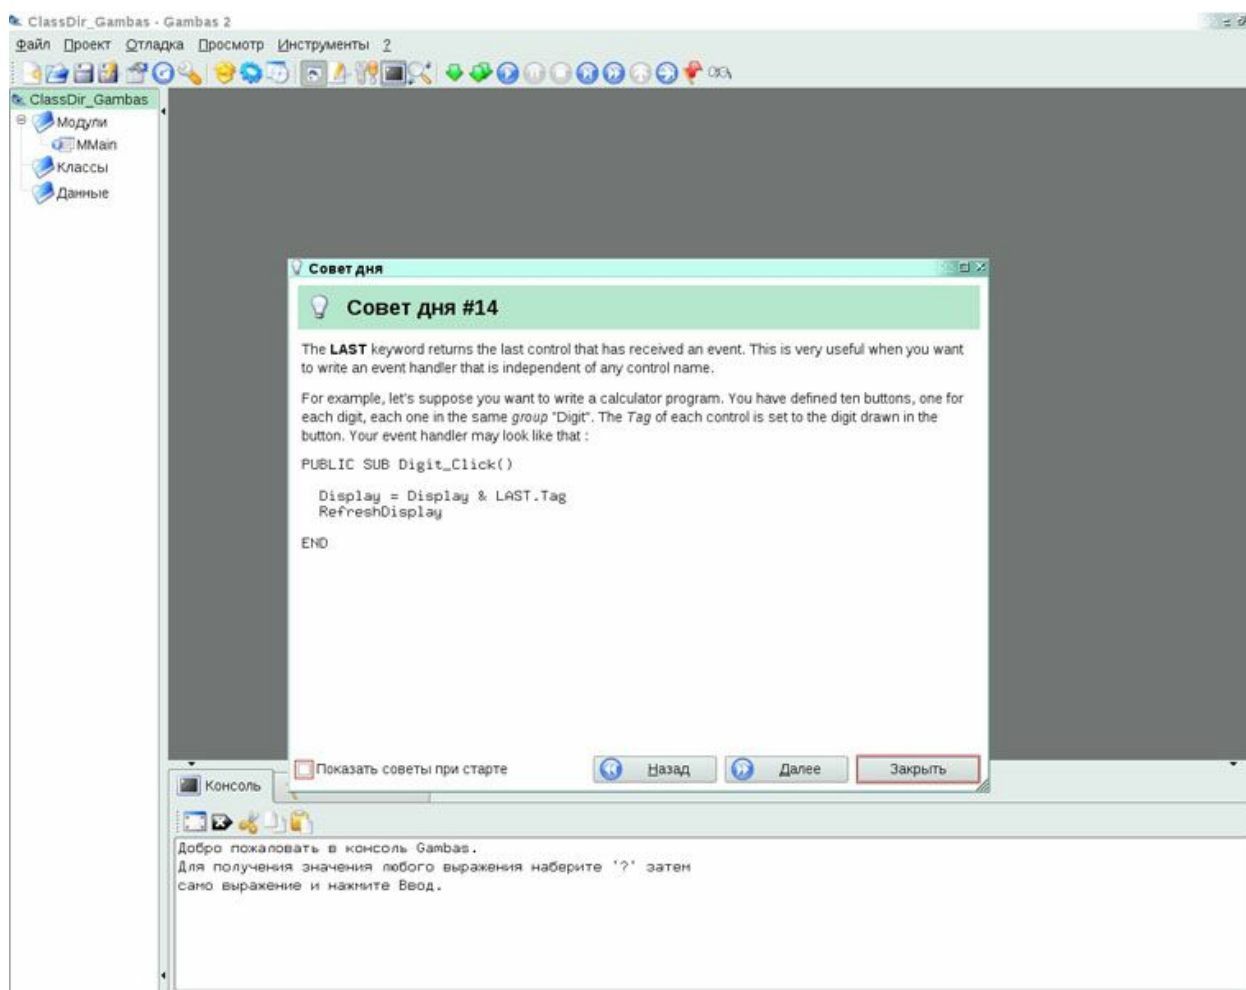 ClassDir_Gambas - Gambas 2
Файл Проект Отладка Просмотр Инструменты ?
ClassDir_Gambas
Модули
MMain
Классы
Данные
Совет дня
Совет дня #14
The LAST keyword returns the last control that has received an event. This is very useful when you want
to write an event handler that is independent of any control name.
For example, let's suppose you want to write a calculator program. You have defined ten buttons, one for
each digit, each one in the same group "Digit". The Tag of each control is set to the digit drawn in the
button. Your event handler may look like that :
PUBLIC SUB Digit_Click()
Display = Display & LAST.Tag
RefreshDisplay
END
Показать советы при старте
Назад
Далее
Закрыть
Консоль
Добро пожаловать в консоль Gambas.
Для получения значения любого выражения наберите '?' затем
само выражение и нажмите Ввод.